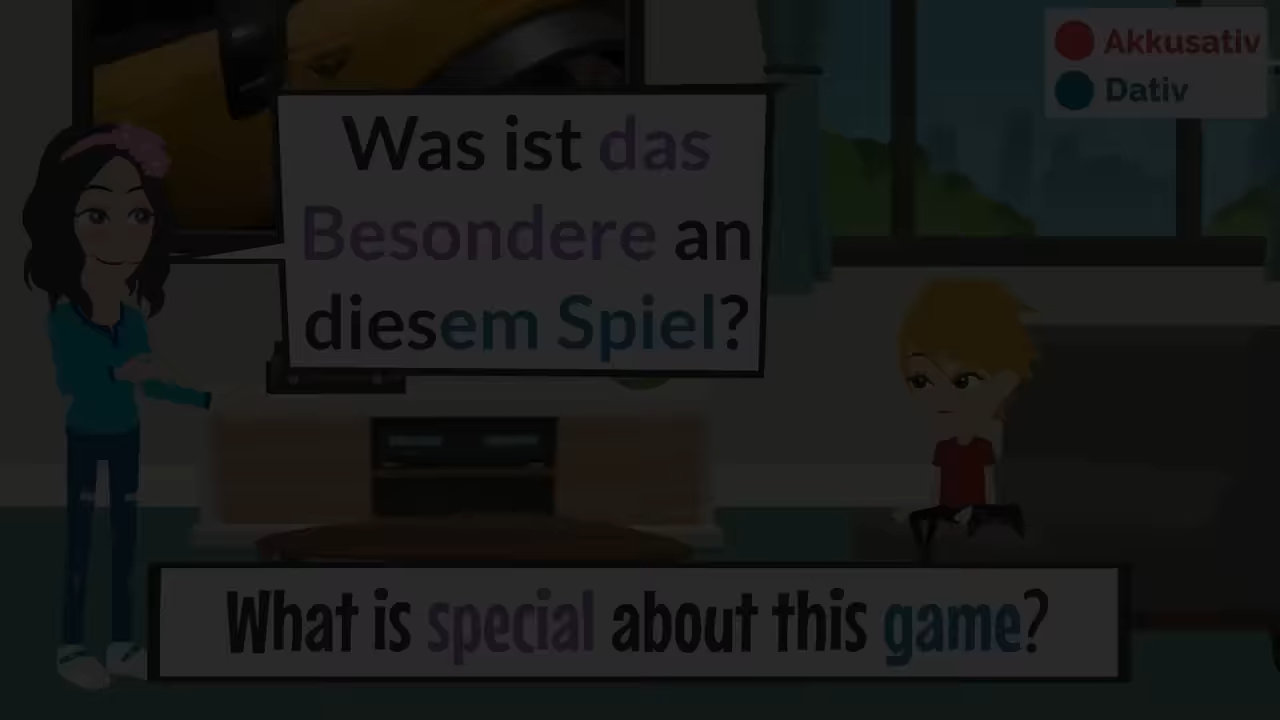 Akkusativ
Dativ
Was ist das
Besondere an
diesem Spiel?
What is special about this game?